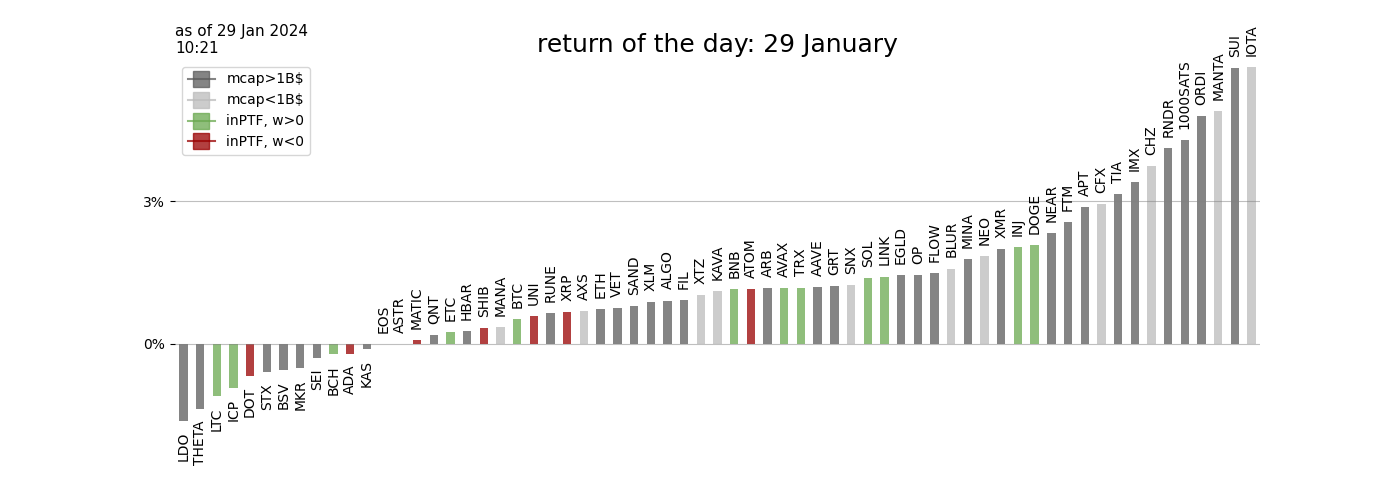 as of 29 Jan 2024
10:21
return of the day: 29 January
mcap>1B$
mcap<1B$
inPTF, w>0
inPTF, w<0
3%
0%
LDO
THETA
LTC
ICP
DOT
STX
BSV
MKR
SEI
BCH
ADA
KAS
EOS
ASTR
MATIC
QNT
ETC
HBAR
SHIB
MANA
BTC
UNI
RUNE
XRP
AXS
ETH
VET
SAND
XLM
ALGO
FIL
XTZ
KAVA
BNB
ATOM
ARB
AVAX
TRX
AAVE
GRT
SNX
SOL
LINK
EGLD
OP
FLOW
BLUR
MINA
NEO
XMR
INJ
DOGE
NEAR
FTM
APT
CFX
TIA
IMX
CHZ
RNDR
1000SATS
ORDI
MANTA
SUI
IOTA